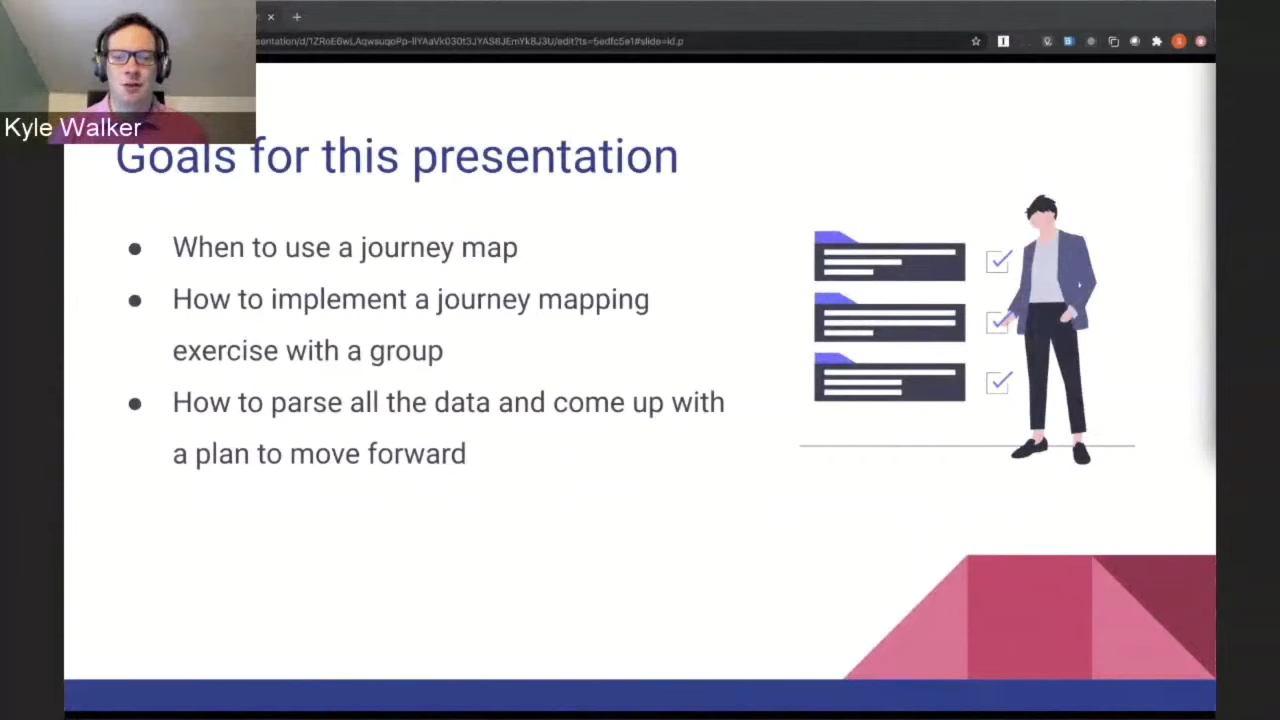 Kyle Walker
Goals for this presentation
● When to use a journey map
● How to implement a journey mapping
exercise with a group
● How to parse all the data and come up with
a plan to move forward